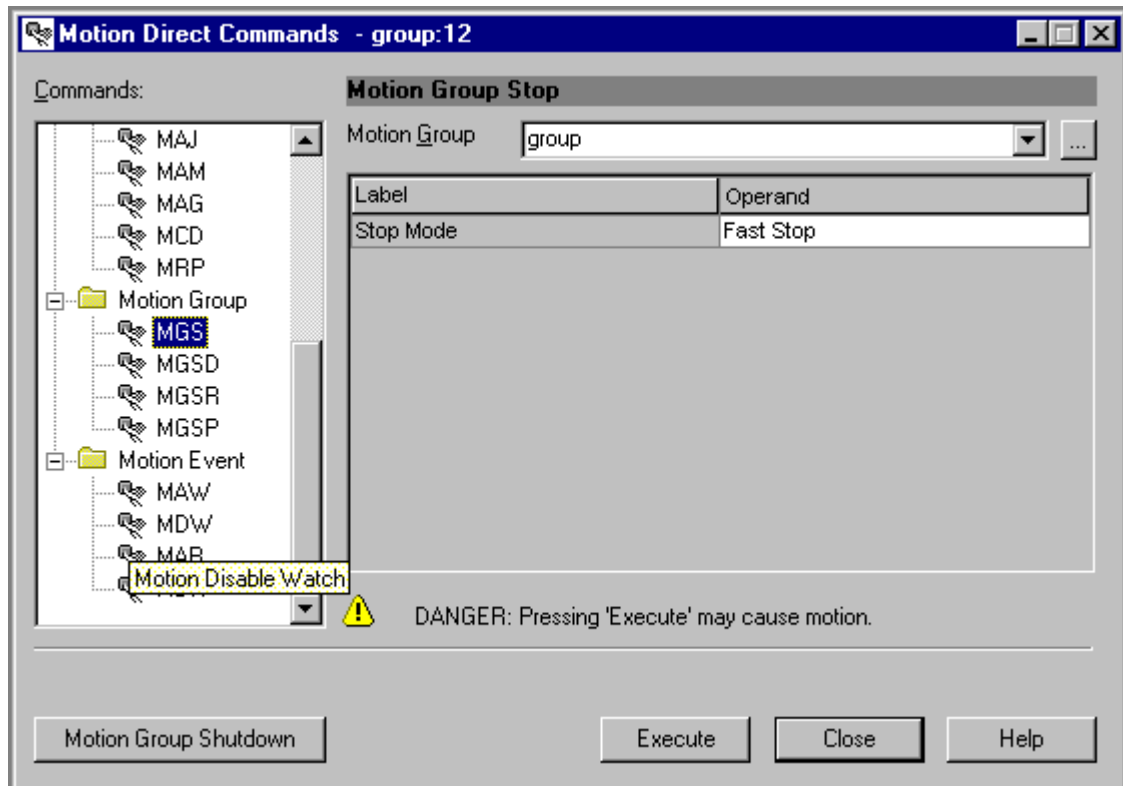 Motion Direct Commands - group:12
Commands:
MAJ
MAM
MAG
MCD
MRP
Motion Group
MGS
MGSD
MGSR
MGSP
Motion Event
MAW
MDW
MAR
Motion Disable Watch
Motion Group Stop
Motion Group
group
...
Label Operand
Stop Mode Fast Stop
DANGER: Pressing 'Execute' may cause motion.
Motion Group Shutdown
Execute
Close
Help